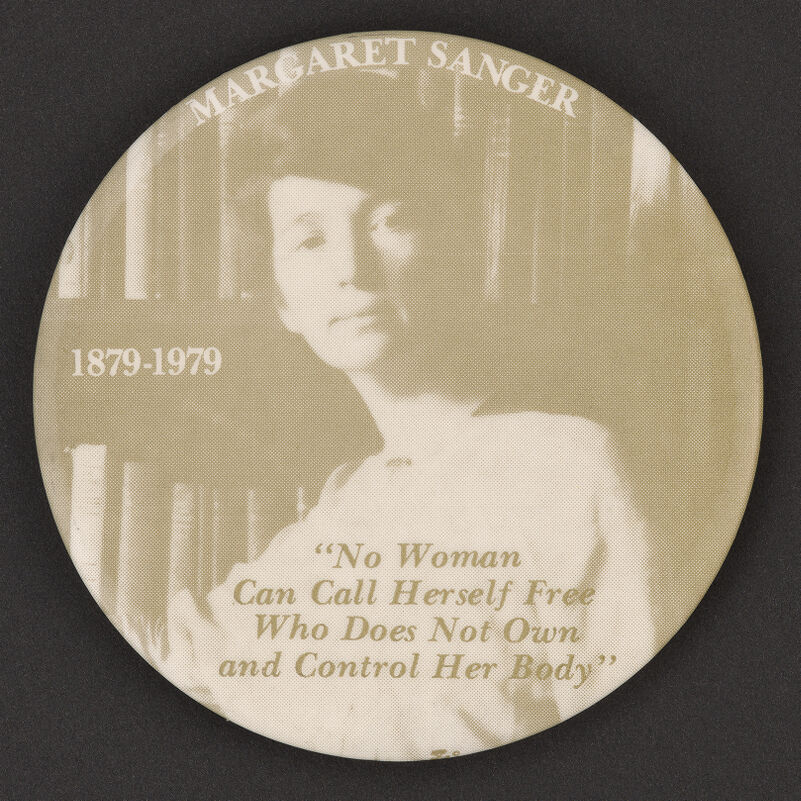 MARGARET SANGER
1879-1979
“No Woman
Can Call Herself Free
Who Does Not Own
and Control Her Body”